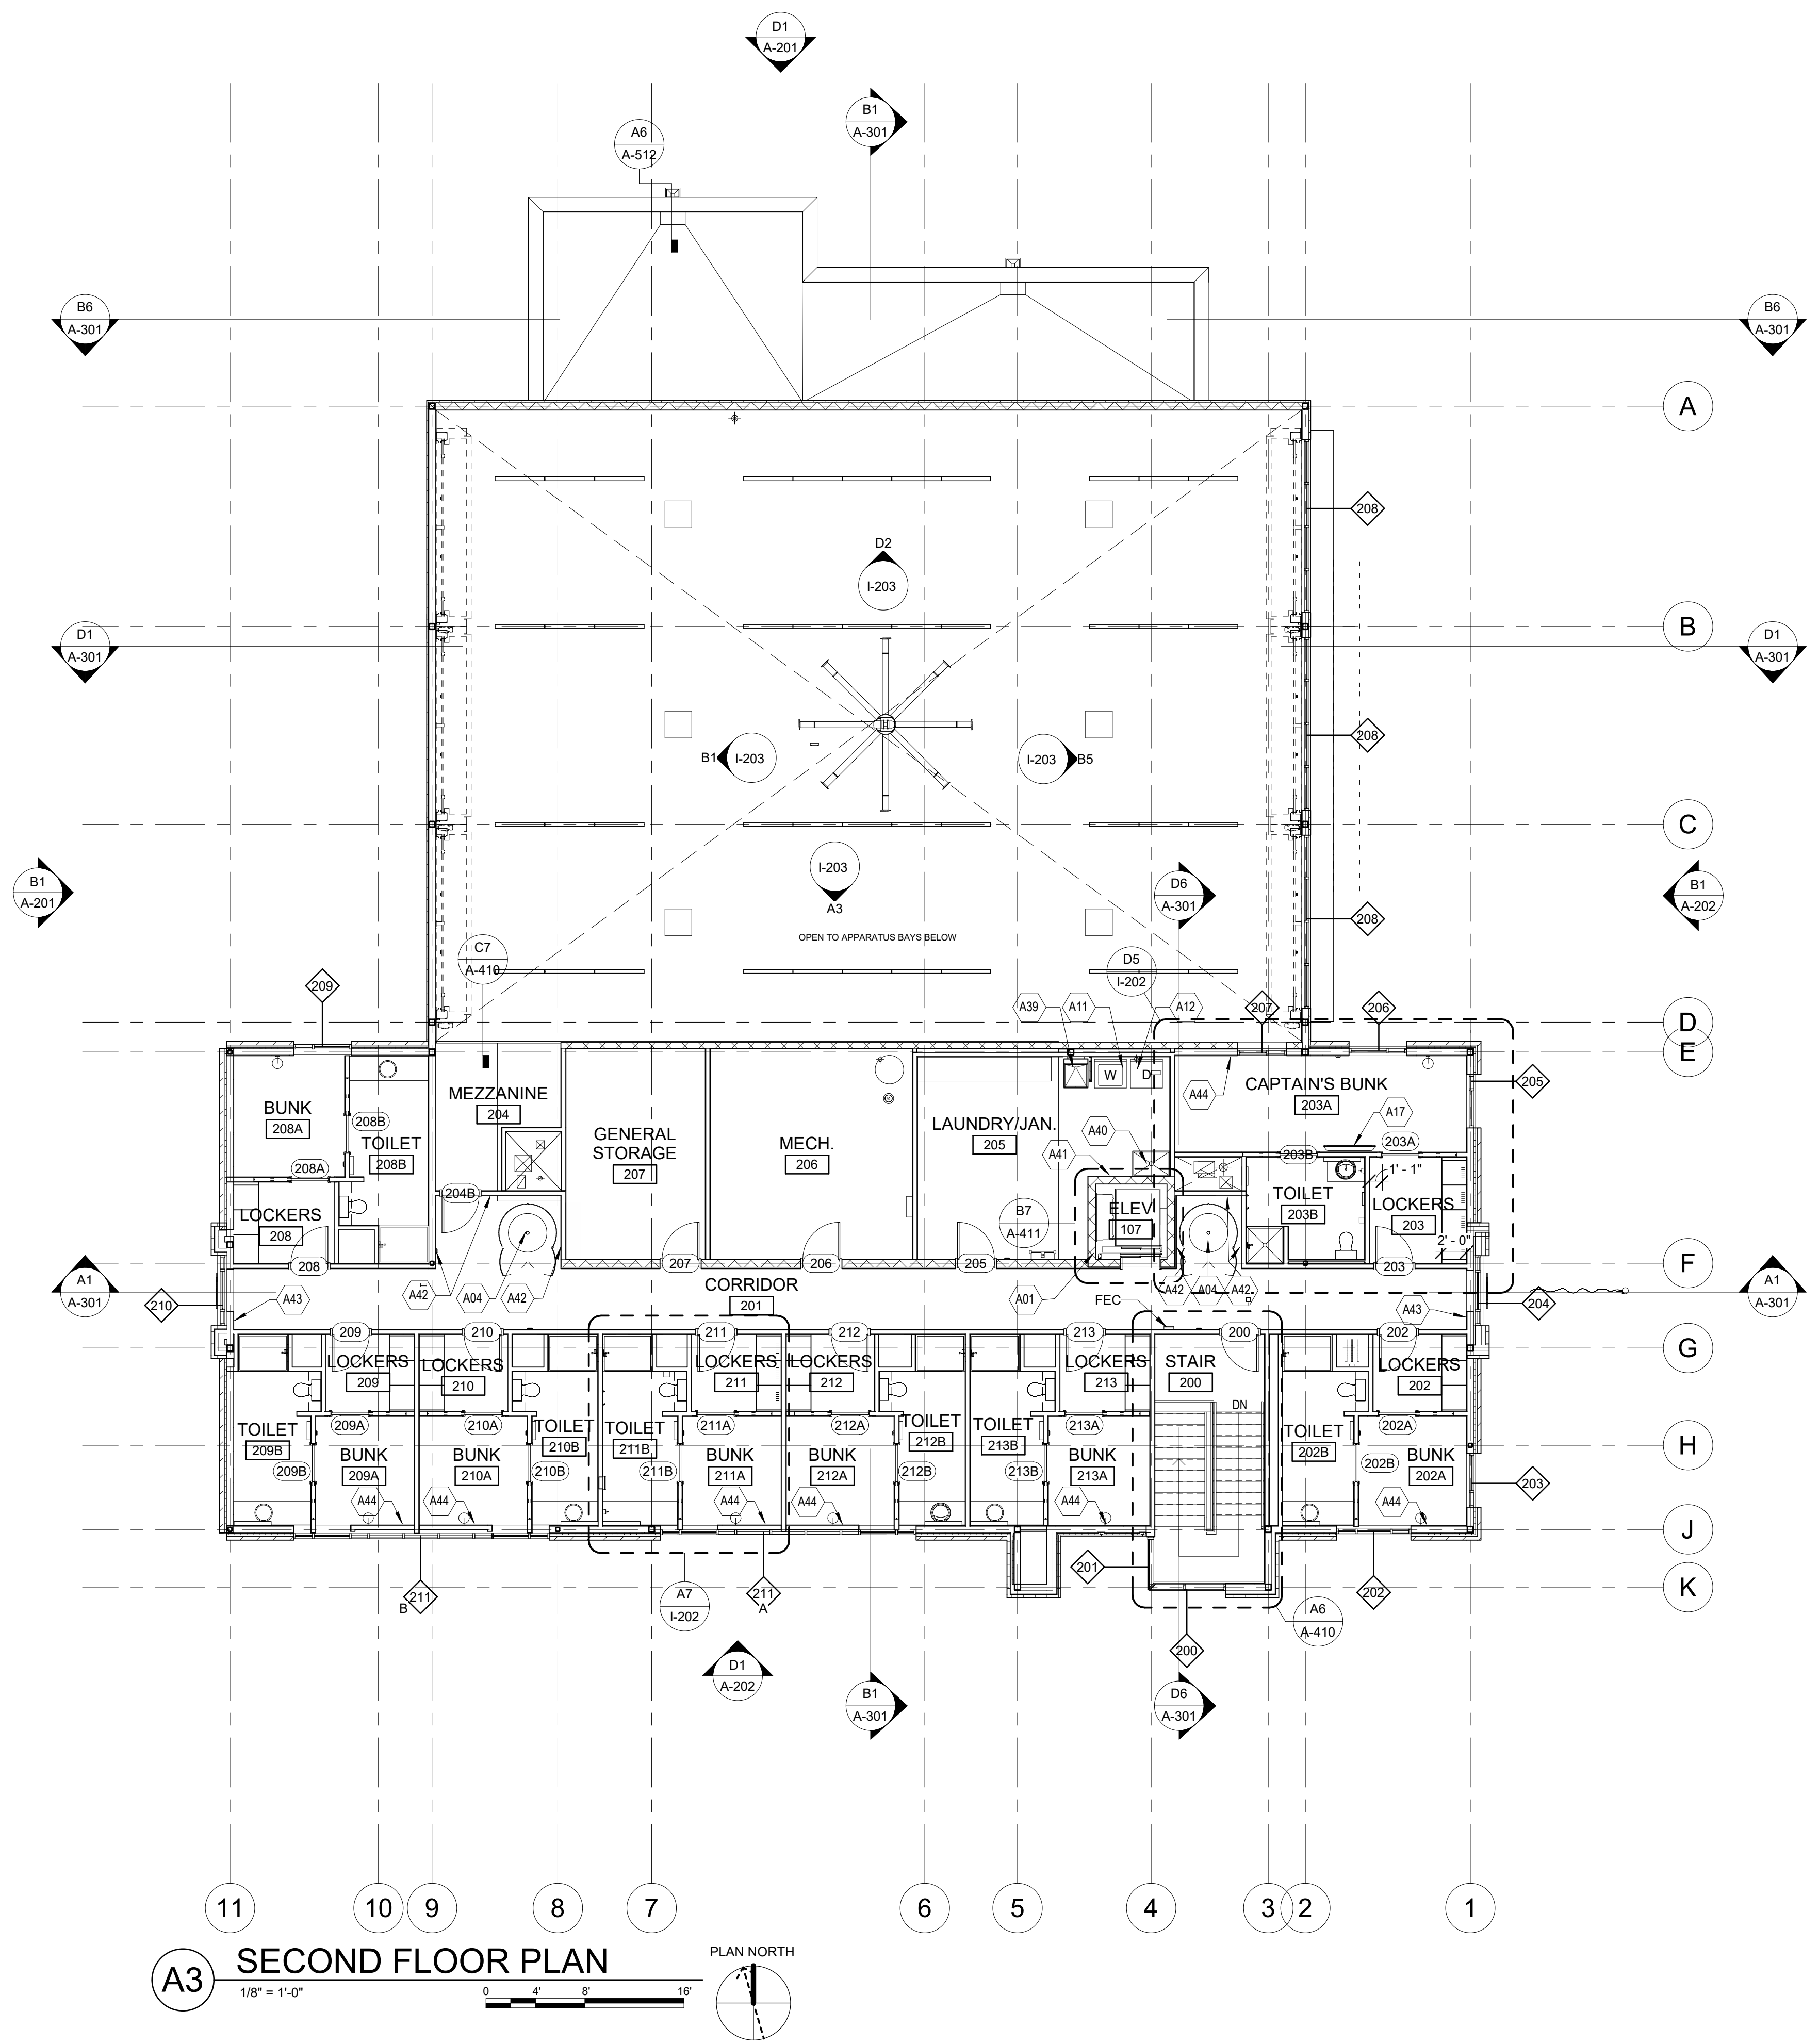 D1
A-201
B1
A-301
A6
A-512
B6
A-301
B6
A-301
A
208
D2
I-203
B
D1
A-301
D1
A-301
208
B1
I-203
I-203
B5
C
I-203
A3
D6
A-301
B1
A-201
B1
A-202
208
OPEN TO APPARATUS BAYS BELOW
C7
A-410
D5
I-202
209
A39
A11
A12
207
206
D
E
W
D
205
CAPTAIN'S BUNK
203A
A44
A17
MEZZANINE
204
BUNK
208A
208B
TOILET
208B
GENERAL
STORAGE
207
MECH.
206
LAUNDRY/JAN.
205
A40
A41
203A
203B
208A
1' - 1"
204B
TOILET
203B
LOCKERS
203
LOCKERS
208
B7
A-411
ELEV
107
2' - 0"
208
207
206
205
203
F
A1
A-301
A1
A-301
CORRIDOR
201
210
A43
A42
A04
A42
A01
FEC
A42
A04
A42
A43
204
209
210
211
212
213
200
202
G
LOCKERS
209
LOCKERS
210
LOCKERS
211
LOCKERS
212
LOCKERS
213
STAIR
200
LOCKERS
202
DN
209A
210A
211A
212A
213A
202A
TOILET
209B
TOILET
210B
TOILET
211B
TOILET
212B
TOILET
213B
TOILET
202B
H
BUNK
209A
BUNK
210A
BUNK
211A
BUNK
212A
BUNK
213A
BUNK
202A
209B
210B
211B
212B
213B
202B
203
A44
A44
A44
A44
A44
A44
J
201
K
211
B
A7
I-202
211
A
202
A6
A-410
200
D1
A-202
B1
A-301
D6
A-301
11
10
9
8
7
6
5
4
3
2
1
A3
SECOND FLOOR PLAN
1/8" = 1'-0"
0
4'
8'
16'
PLAN NORTH